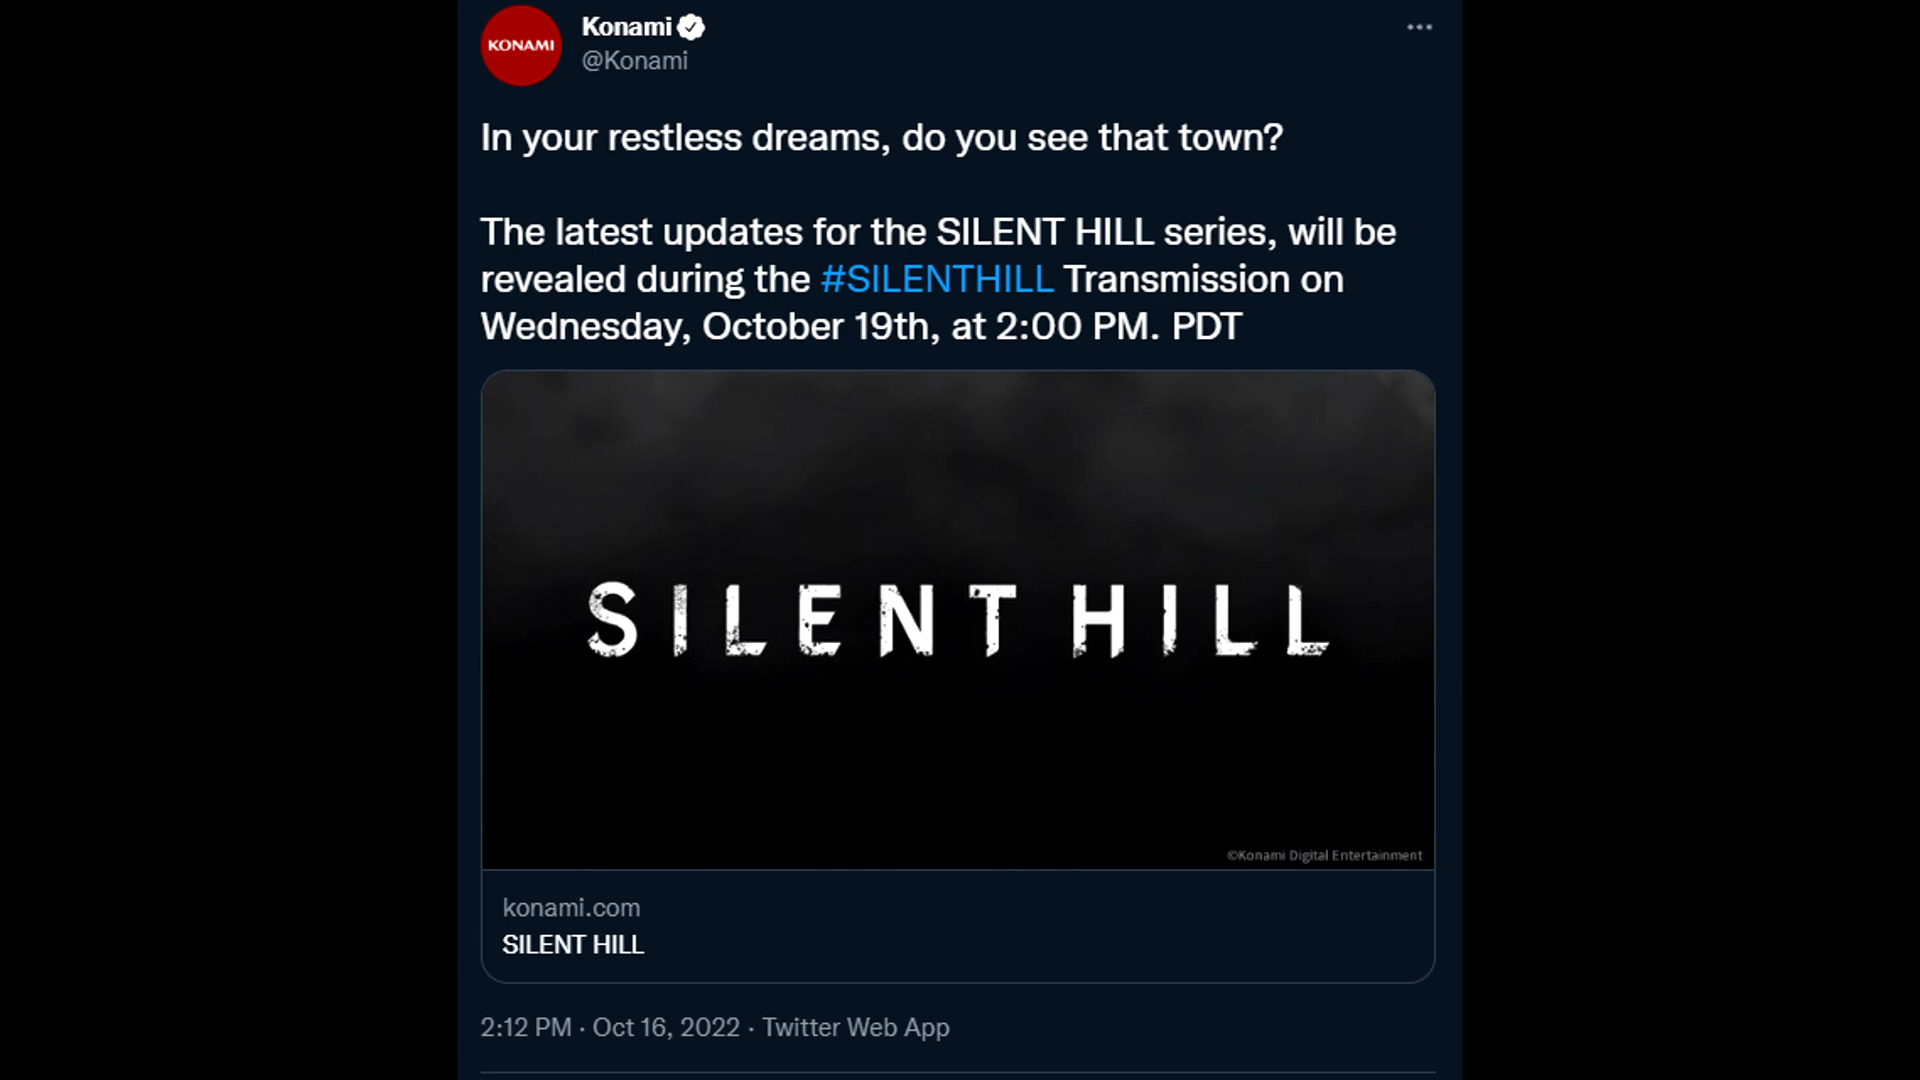 KONAMI
Konami
@Konami
In your restless dreams, do you see that town?
The latest updates for the SILENT HILL series, will be
revealed during the #SILENTHILL Transmission on
Wednesday, October 19th, at 2:00 PM. PDT
SILENT HILL
©Konami Digital Entertainment
konami.com
SILENT HILL
2:12 PM · Oct 16, 2022 · Twitter Web App